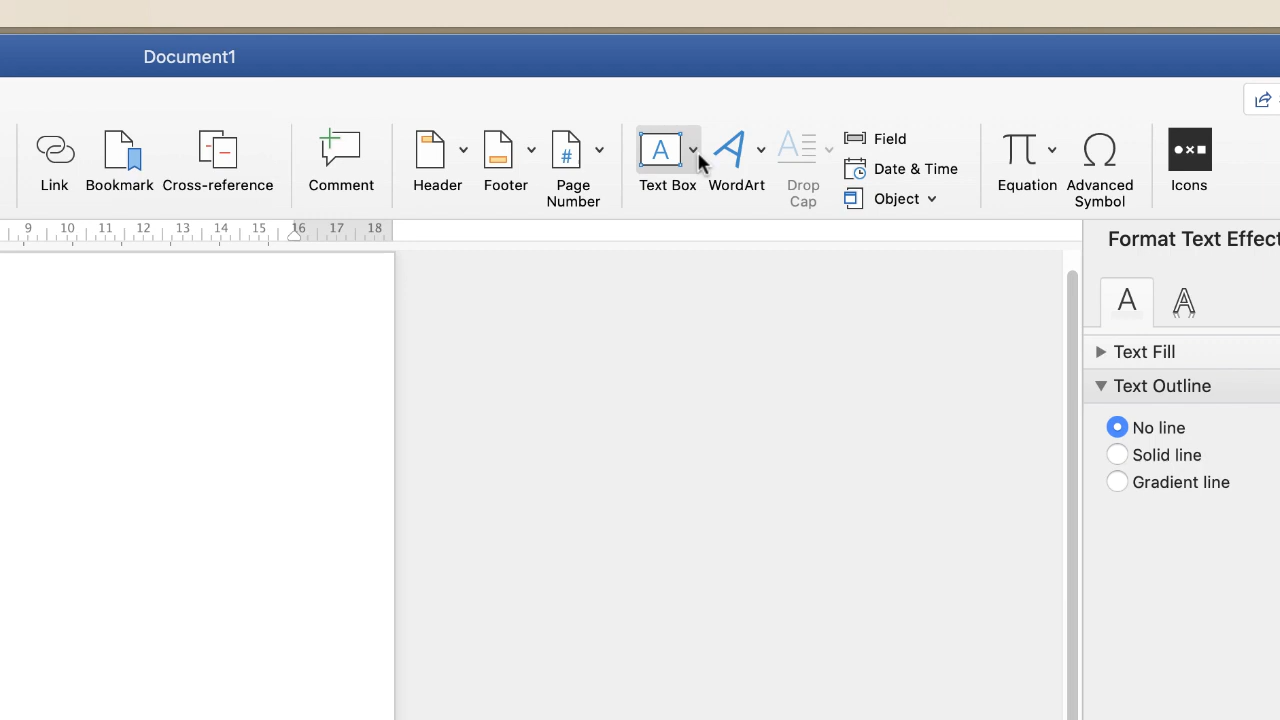 Document1
Link
Bookmark
Cross-reference
Comment
Header
Footer
Page
Number
Text Box
WordArt
Drop
Cap
Field
Date & Time
Object
Equation
Advanced
Symbol
Icons
9 10 11 12 13 14 15 16 17 18
Format Text Effect
Text Fill
Text Outline
No line
Solid line
Gradient line